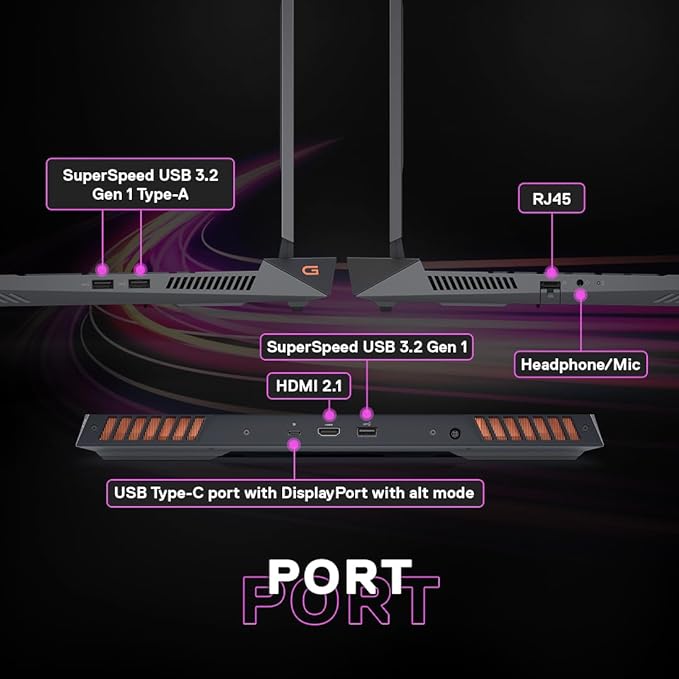 SuperSpeed USB 3.2
Gen 1 Type-A
RJ45
G
SuperSpeed USB 3.2 Gen 1
Headphone/Mic
HDMI 2.1
USB Type-C port with DisplayPort with alt mode
PORT
PORT